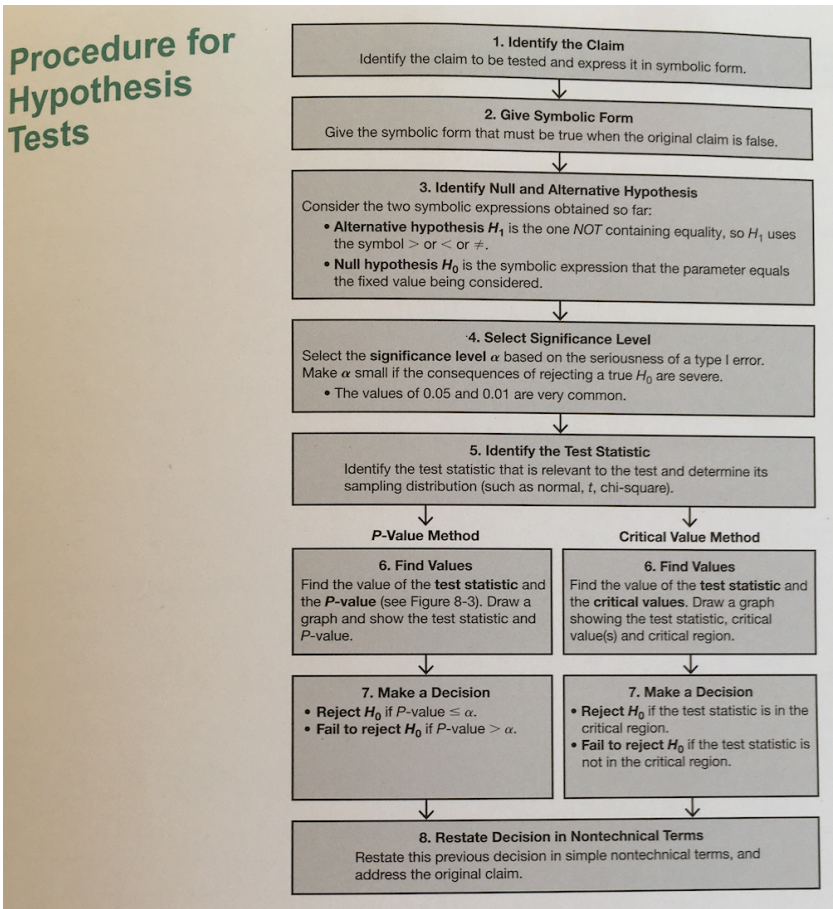 Procedure for
Hypothesis
Tests
1. Identify the Claim
Identify the claim to be tested and express it in symbolic form.
2. Give Symbolic Form
Give the symbolic form that must be true when the original claim is false.
3. Identify Null and Alternative Hypothesis
Consider the two symbolic expressions obtained so far:
• Alternative hypothesis H₁ is the one NOT containing equality, so H₁ uses
the symbol > or < or ≠.
• Null hypothesis H₀ is the symbolic expression that the parameter equals
the fixed value being considered.
4. Select Significance Level
Select the significance level α based on the seriousness of a type I error.
Make α small if the consequences of rejecting a true H₀ are severe.
• The values of 0.05 and 0.01 are very common.
5. Identify the Test Statistic
Identify the test statistic that is relevant to the test and determine its
sampling distribution (such as normal, t, chi-square).
P-Value Method
6. Find Values
Find the value of the test statistic and
the P-value (see Figure 8-3). Draw a
graph and show the test statistic and
P-value.
7. Make a Decision
• Reject H₀ if P-value ≤ α.
• Fail to reject H₀ if P-value > α.
Critical Value Method
6. Find Values
Find the value of the test statistic and
the critical values. Draw a graph
showing the test statistic, critical
value(s) and critical region.
7. Make a Decision
• Reject H₀ if the test statistic is in the
critical region.
• Fail to reject H₀ if the test statistic is
not in the critical region.
8. Restate Decision in Nontechnical Terms
Restate this previous decision in simple nontechnical terms, and
address the original claim.